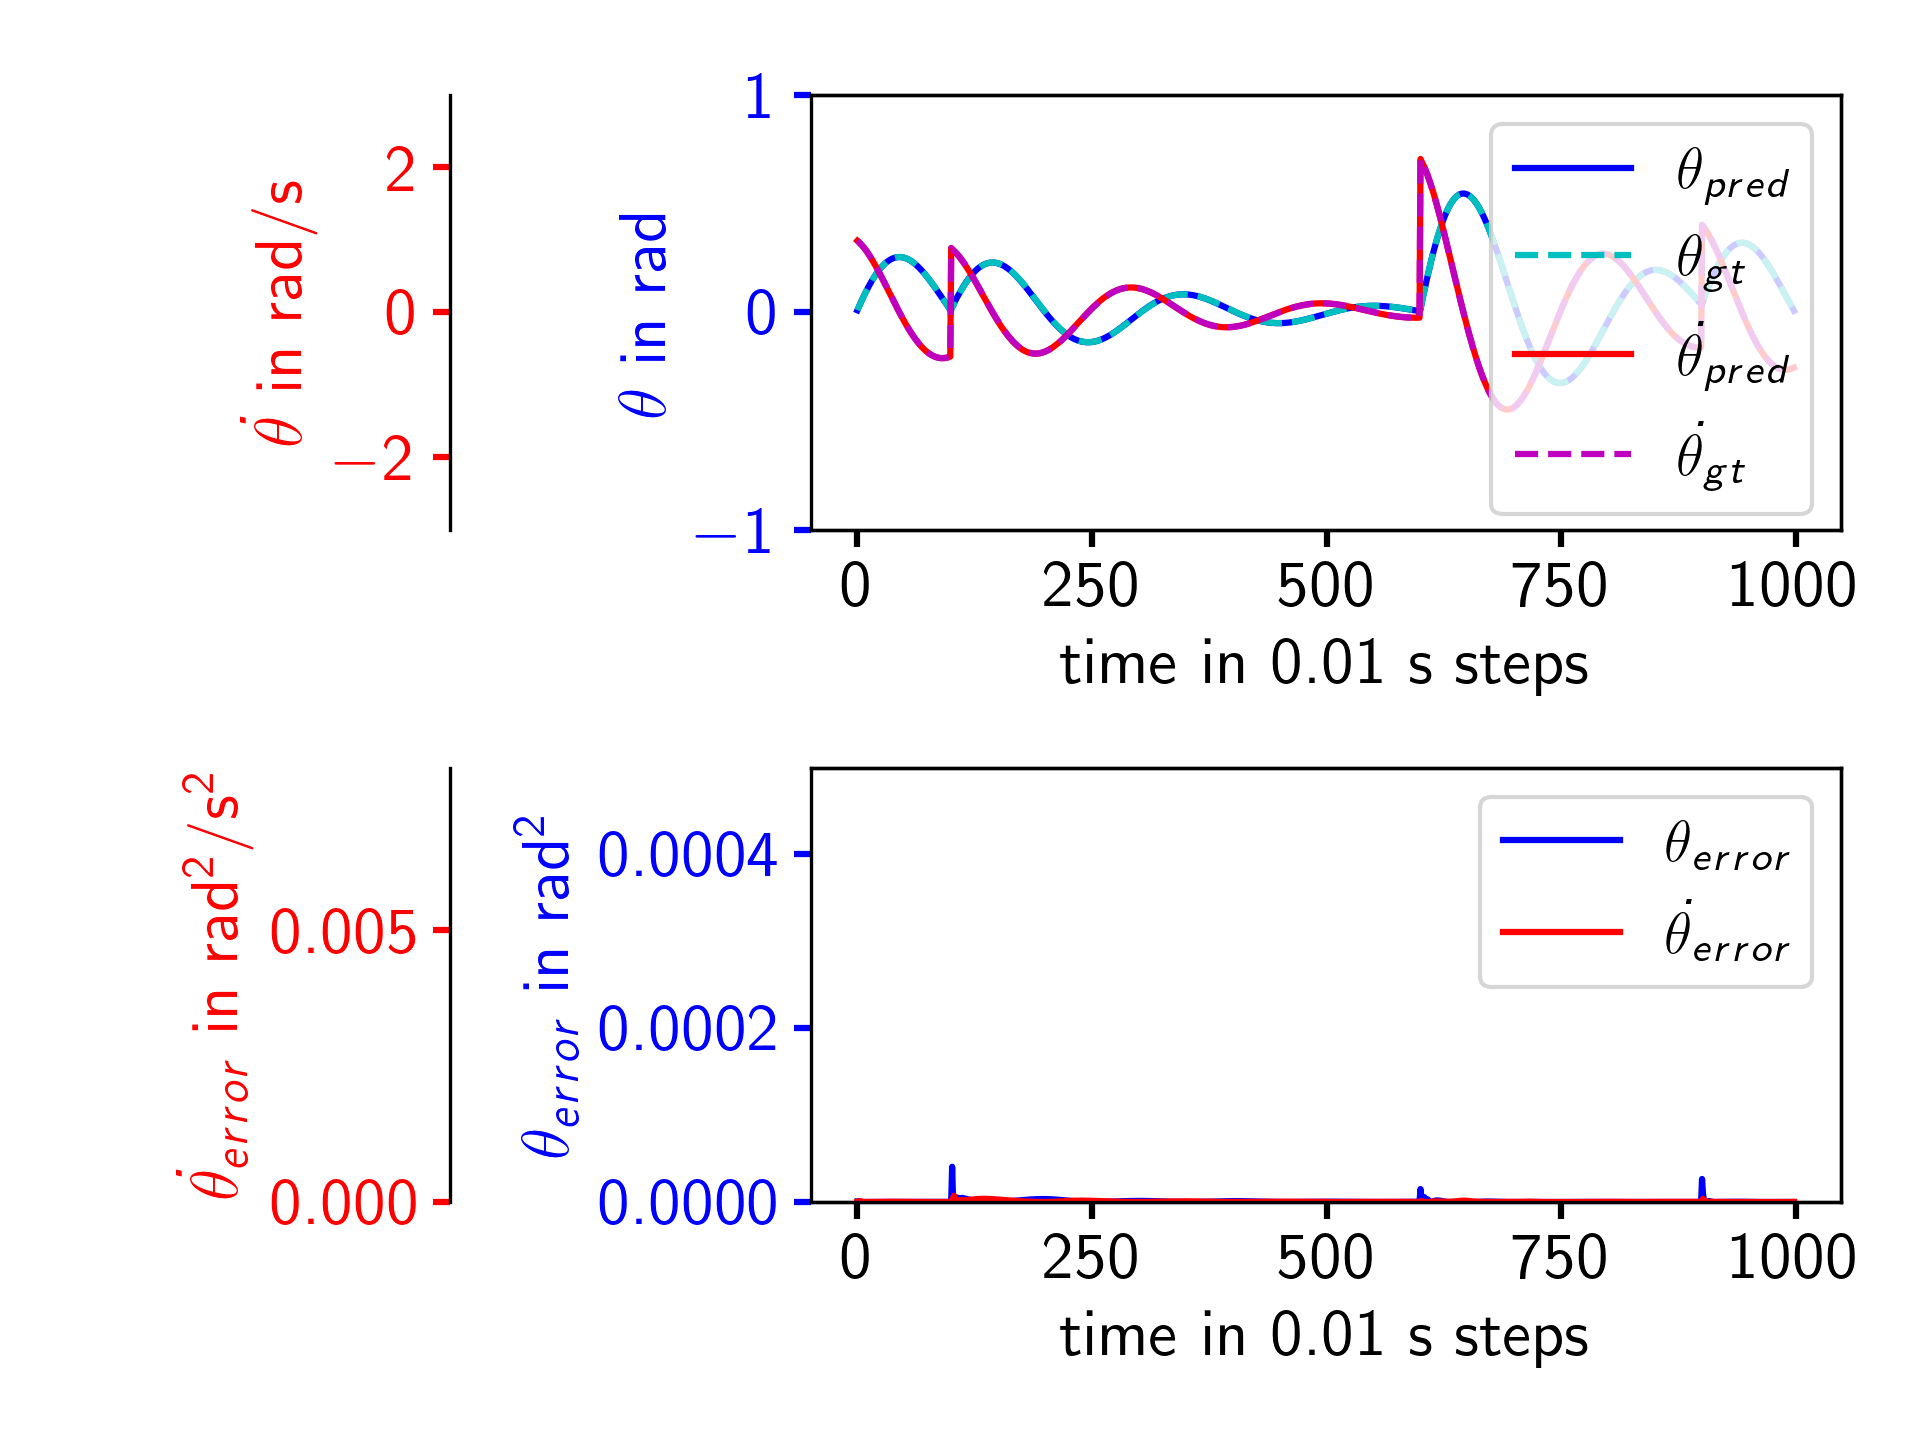 θ̇ in rad/s
2
0
−2
θ in rad
1
0
−1
θ_pred
θ_gt
θ̇_pred
θ̇_gt
0 250 500 750 1000
time in 0.01 s steps
θ̇_error in rad²/s²
0.005
0.000
θ_error in rad²
0.0004
0.0002
0.0000
θ_error
θ̇_error
0 250 500 750 1000
time in 0.01 s steps